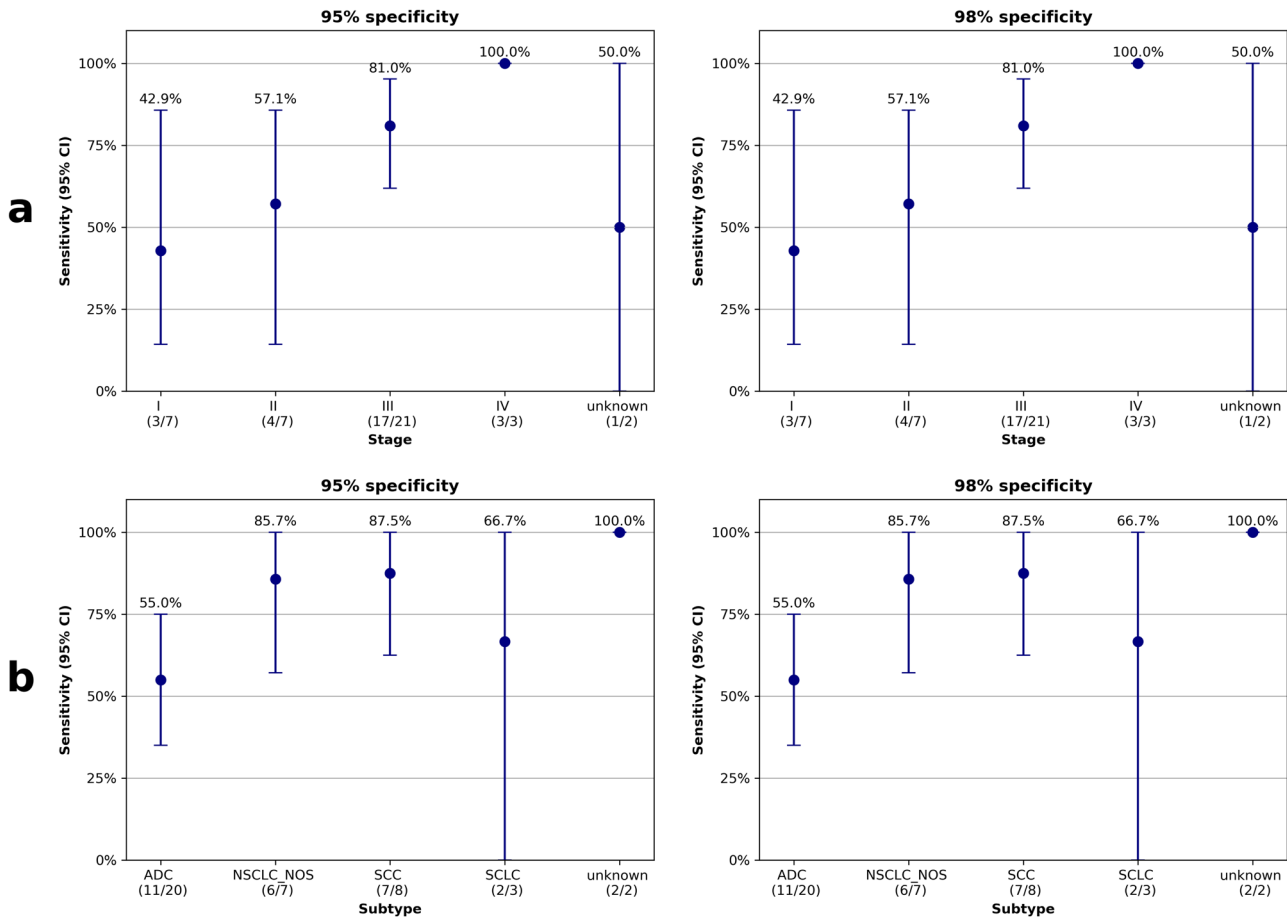 95% specificity
98% specificity
a
Sensitivity (95% CI)
100%
75%
50%
25%
0%
42.9%
57.1%
81.0%
100.0%
50.0%
I
(3/7)
II
(4/7)
III
(17/21)
IV
(3/3)
unknown
(1/2)
Stage
Sensitivity (95% CI)
100%
75%
50%
25%
0%
42.9%
57.1%
81.0%
100.0%
50.0%
I
(3/7)
II
(4/7)
III
(17/21)
IV
(3/3)
unknown
(1/2)
Stage
b
95% specificity
Sensitivity (95% CI)
100%
75%
50%
25%
0%
55.0%
85.7%
87.5%
66.7%
100.0%
ADC
(11/20)
NSCLC_NOS
(6/7)
SCC
(7/8)
SCLC
(2/3)
unknown
(2/2)
Subtype
98% specificity
Sensitivity (95% CI)
100%
75%
50%
25%
0%
55.0%
85.7%
87.5%
66.7%
100.0%
ADC
(11/20)
NSCLC_NOS
(6/7)
SCC
(7/8)
SCLC
(2/3)
unknown
(2/2)
Subtype